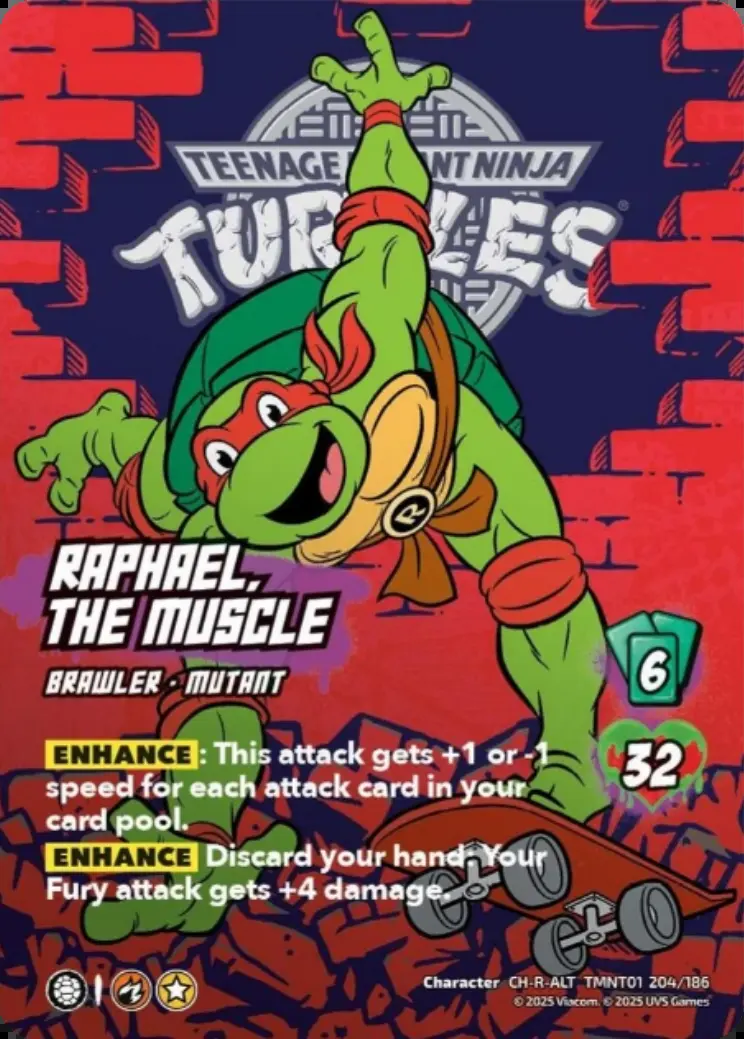 TEENAGE MUTANT NINJA
TURTLES ®
RAPHAEL,
THE MUSCLE
BRAWLER · MUTANT
6
32
ENHANCE: This attack gets +1 or -1
speed for each attack card in your
card pool.
ENHANCE Discard your hand: Your
Fury attack gets +4 damage.
R
Character CH-R-ALT TMNT01 204/186
© 2025 Viacom. © 2025 UVS Games